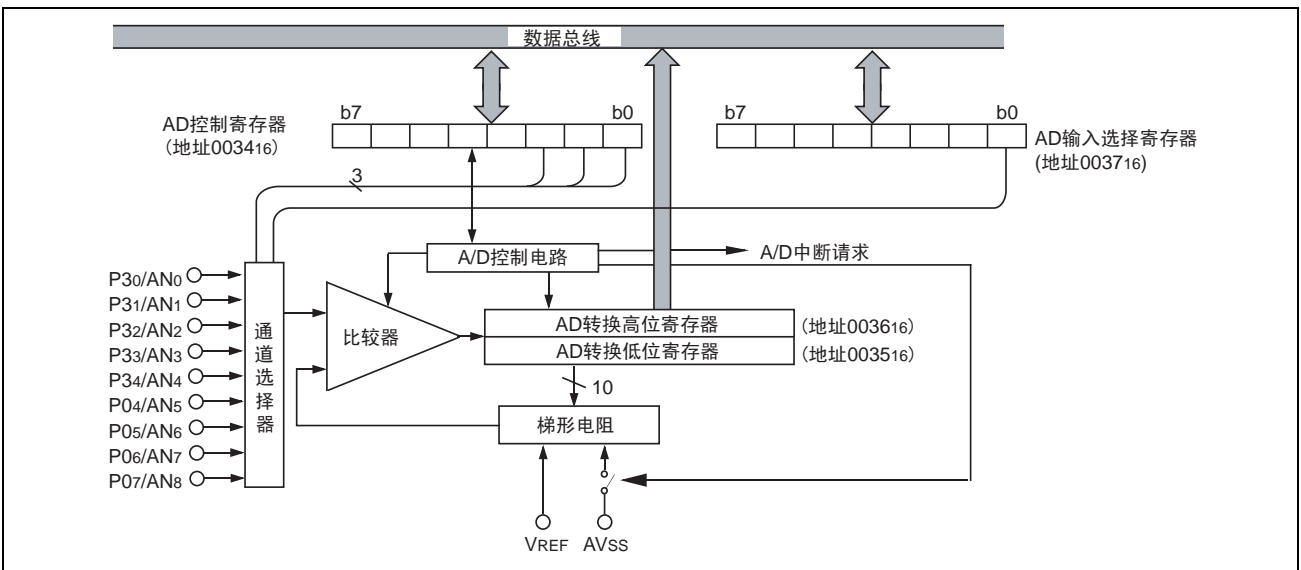 数据总线
b7 b0 b7 b0
AD控制寄存器
（地址003416）
AD输入选择寄存器
(地址003716)
3
A/D控制电路
A/D中断请求
P30/AN0
P31/AN1
P32/AN2
P33/AN3
P34/AN4
P04/AN5
P05/AN6
P06/AN7
P07/AN8
通道选择器
比较器
AD转换高位寄存器 （地址003616）
AD转换低位寄存器 （地址003516）
10
梯形电阻
VREF AVSS